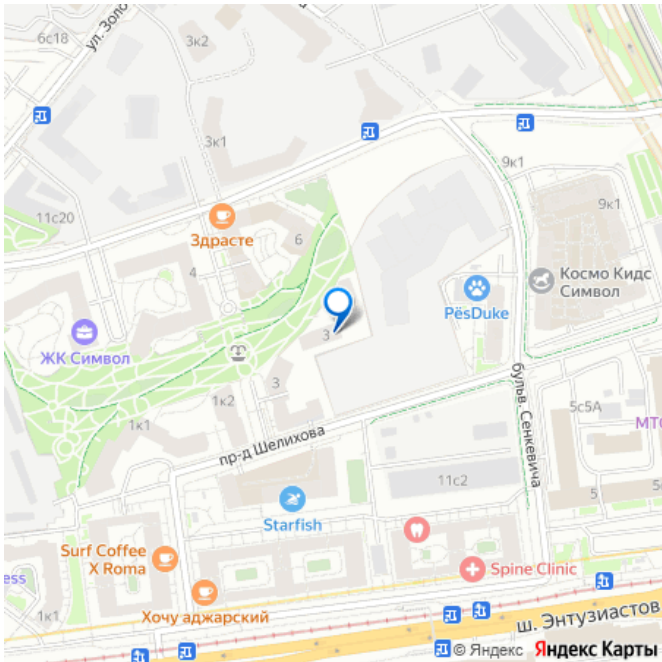 6с18
ул. Золо
3к2
3к1
9к1
9к1
11с20
Здрасте
6
4
Космо Кидс
Символ
PёsDuke
ЖК Символ
3
3
1к2
1к1
пр-д Шелихова
бульв. Сенкевича
5с5А
МТС
11с2
5
Starfish
Surf Coffee
X Roma
Spine Clinic
ess
1к1
Хочу аджарский
ш. Энтузиастов
© Яндекс Яндекс Карты